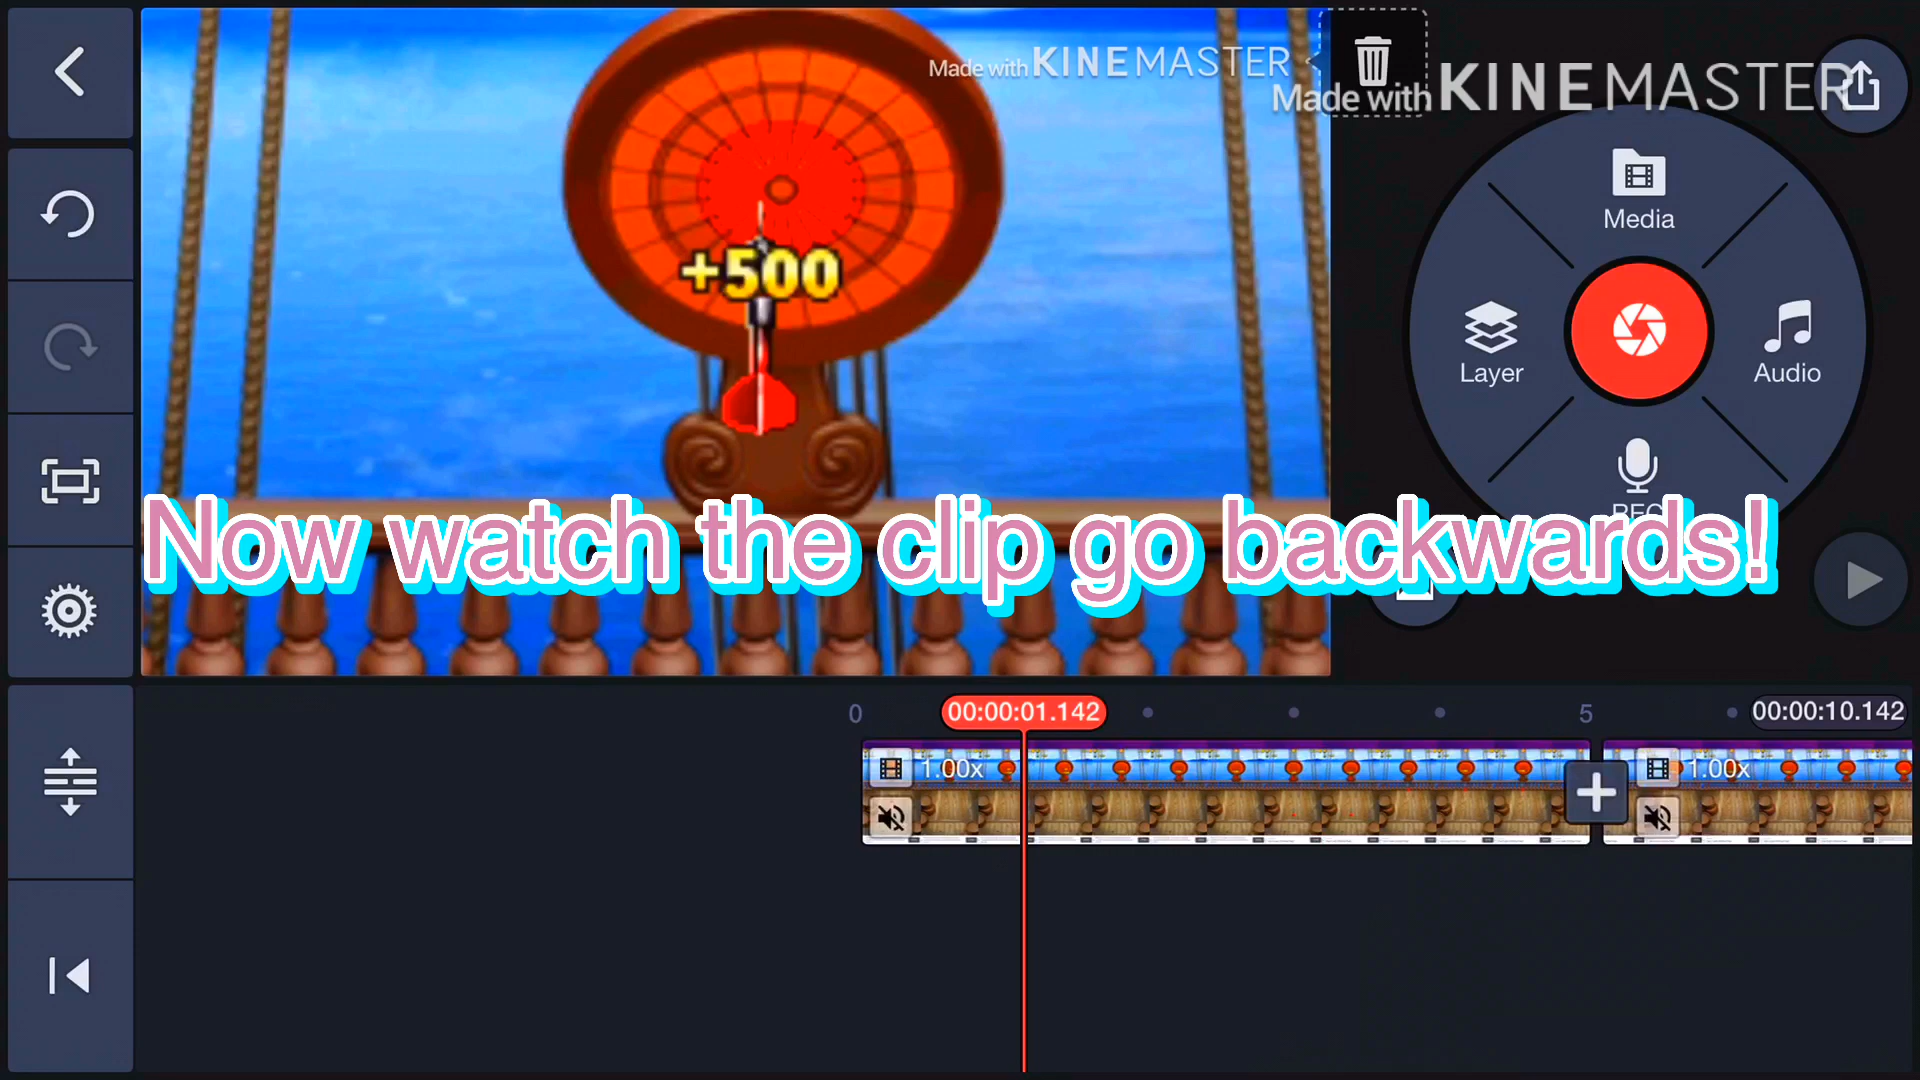 Made with KINEMASTER
Made with KINEMASTER
Media
+500
Layer
Audio
REC
Now watch the clip go backwards!
0
00:00:01.142
5
00:00:10.142
1.00x
1.00x